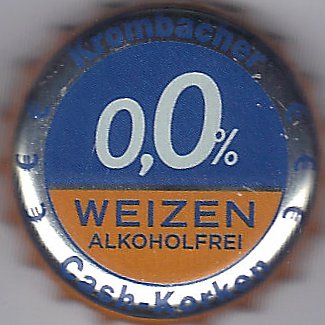 Krombacher
0,0%
WEIZEN
ALKOHOLFREI
€ € € Cash-Korken € € €